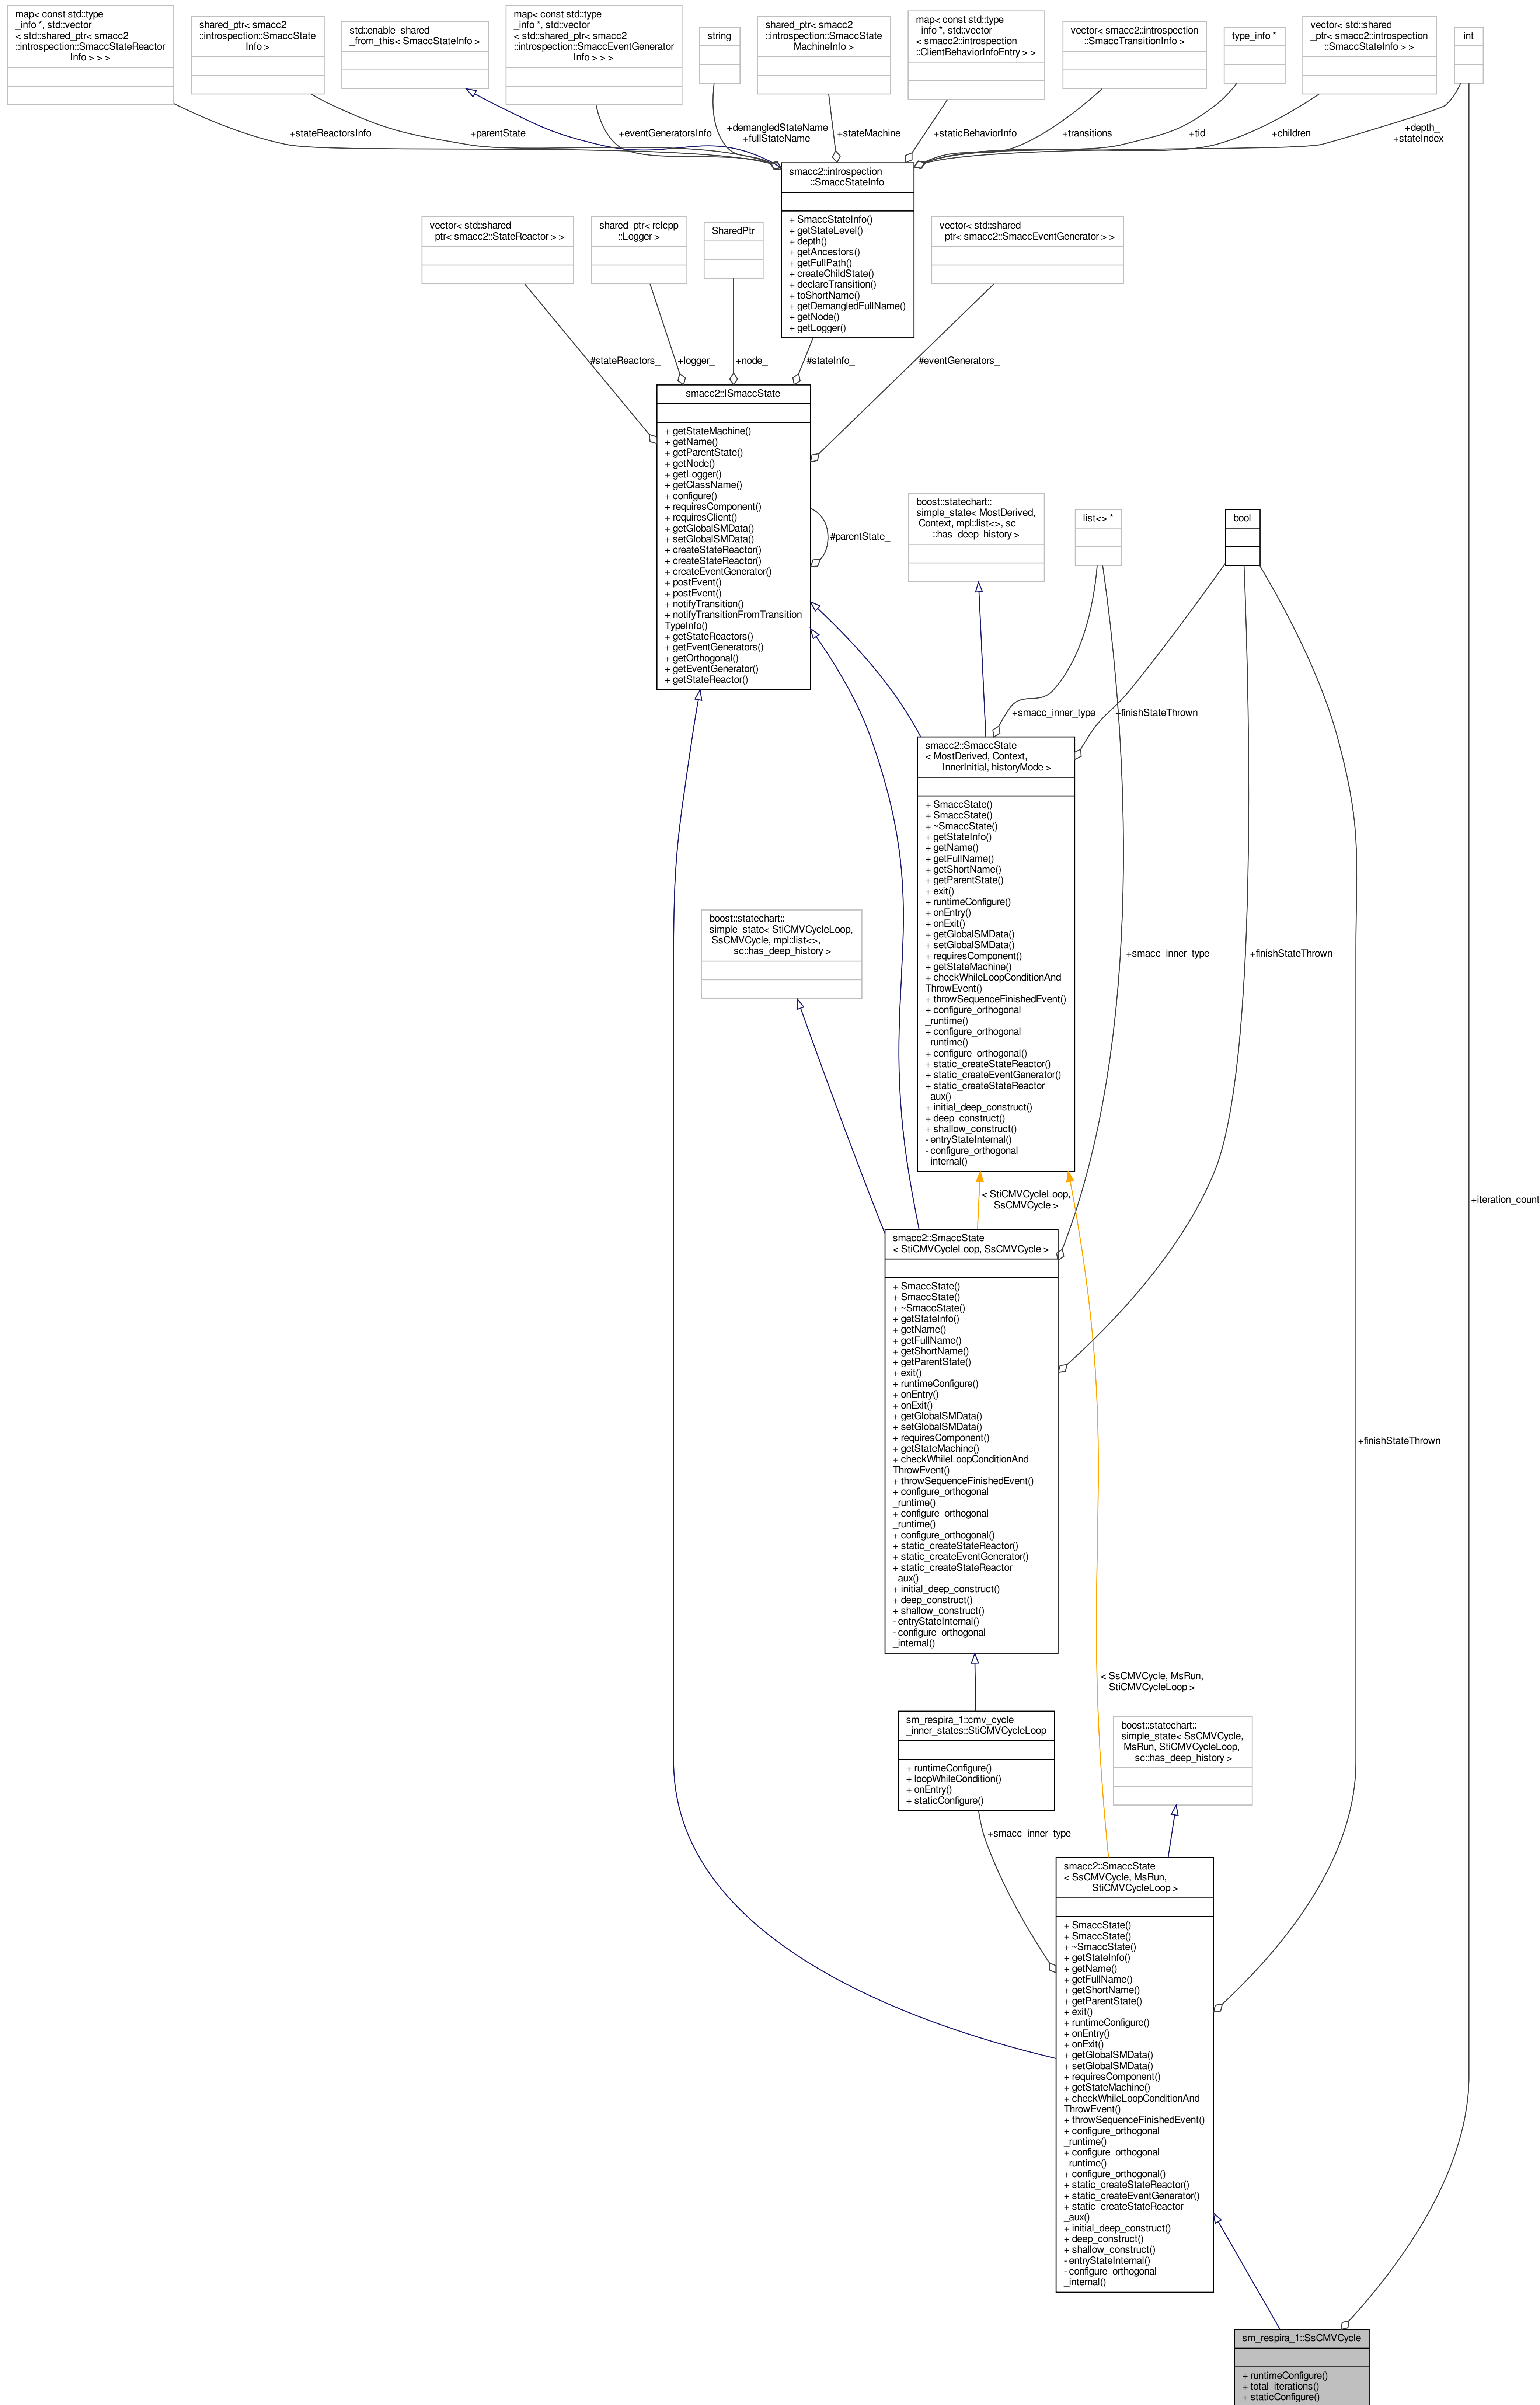 map< const std::type
_info *, std::vector
< std::shared_ptr< smacc2
::introspection::SmaccStateReactor
Info > > >
shared_ptr< smacc2
::introspection::SmaccState
Info >
std::enable_shared
_from_this< SmaccStateInfo >
map< const std::type
_info *, std::vector
< std::shared_ptr< smacc2
::introspection::SmaccEventGenerator
Info > > >
string
shared_ptr< smacc2
::introspection::SmaccState
MachineInfo >
map< const std::type
_info *, std::vector
< smacc2::introspection
::ClientBehaviorInfoEntry > >
vector< smacc2::introspection
::SmaccTransitionInfo >
type_info *
vector< std::shared
_ptr< smacc2::introspection
::SmaccStateInfo > >
int
+stateReactorsInfo
+parentState_
+eventGeneratorsInfo
+demangledStateName
+fullStateName
+stateMachine_
+staticBehaviorInfo
+transitions_
+tid_
+children_
+depth_
+stateIndex_
smacc2::introspection
::SmaccStateInfo
+ SmaccStateInfo()
+ getStateLevel()
+ depth()
+ getAncestors()
+ getFullPath()
+ createChildState()
+ declareTransition()
+ toShortName()
+ getDemangledFullName()
+ getNode()
+ getLogger()
vector< std::shared
_ptr< smacc2::StateReactor > >
shared_ptr< rclcpp
::Logger >
SharedPtr
vector< std::shared
_ptr< smacc2::SmaccEventGenerator > >
#stateReactors_
+logger_
+node_
#stateInfo_
#eventGenerators_
smacc2::ISmaccState
+ getStateMachine()
+ getName()
+ getParentState()
+ getNode()
+ getLogger()
+ getClassName()
+ configure()
+ requiresComponent()
+ requiresClient()
+ getGlobalSMData()
+ setGlobalSMData()
+ createStateReactor()
+ createStateReactor()
+ createEventGenerator()
+ postEvent()
+ postEvent()
+ notifyTransition()
+ notifyTransitionFromTransition
TypeInfo()
+ getStateReactors()
+ getEventGenerators()
+ getOrthogonal()
+ getEventGenerator()
+ getStateReactor()
#parentState_
boost::statechart::
simple_state< MostDerived,
Context, mpl::list<>, sc
::has_deep_history >
list<> *
bool
+smacc_inner_type
+finishStateThrown
smacc2::SmaccState
< MostDerived, Context,
InnerInitial, historyMode >
+ SmaccState()
+ SmaccState()
+ ~SmaccState()
+ getStateInfo()
+ getName()
+ getFullName()
+ getShortName()
+ getParentState()
+ exit()
+ runtimeConfigure()
+ onEntry()
+ onExit()
+ getGlobalSMData()
+ setGlobalSMData()
+ requiresComponent()
+ getStateMachine()
+ checkWhileLoopConditionAnd
ThrowEvent()
+ throwSequenceFinishedEvent()
+ configure_orthogonal
_runtime()
+ configure_orthogonal
_runtime()
+ configure_orthogonal()
+ static_createStateReactor()
+ static_createEventGenerator()
+ static_createStateReactor
_aux()
+ initial_deep_construct()
+ deep_construct()
+ shallow_construct()
- entryStateInternal()
- configure_orthogonal
_internal()
boost::statechart::
simple_state< StiCMVCycleLoop,
SsCMVCycle, mpl::list<>,
sc::has_deep_history >
+smacc_inner_type
+finishStateThrown
< StiCMVCycleLoop,
SsCMVCycle >
+iteration_count
smacc2::SmaccState
< StiCMVCycleLoop, SsCMVCycle >
+ SmaccState()
+ SmaccState()
+ ~SmaccState()
+ getStateInfo()
+ getName()
+ getFullName()
+ getShortName()
+ getParentState()
+ exit()
+ runtimeConfigure()
+ onEntry()
+ onExit()
+ getGlobalSMData()
+ setGlobalSMData()
+ requiresComponent()
+ getStateMachine()
+ checkWhileLoopConditionAnd
ThrowEvent()
+ throwSequenceFinishedEvent()
+ configure_orthogonal
_runtime()
+ configure_orthogonal
_runtime()
+ configure_orthogonal()
+ static_createStateReactor()
+ static_createEventGenerator()
+ static_createStateReactor
_aux()
+ initial_deep_construct()
+ deep_construct()
+ shallow_construct()
- entryStateInternal()
- configure_orthogonal
_internal()
+finishStateThrown
< SsCMVCycle, MsRun,
StiCMVCycleLoop >
sm_respira_1::cmv_cycle
_inner_states::StiCMVCycleLoop
+ runtimeConfigure()
+ loopWhileCondition()
+ onEntry()
+ staticConfigure()
boost::statechart::
simple_state< SsCMVCycle,
MsRun, StiCMVCycleLoop,
sc::has_deep_history >
+smacc_inner_type
smacc2::SmaccState
< SsCMVCycle, MsRun,
StiCMVCycleLoop >
+ SmaccState()
+ SmaccState()
+ ~SmaccState()
+ getStateInfo()
+ getName()
+ getFullName()
+ getShortName()
+ getParentState()
+ exit()
+ runtimeConfigure()
+ onEntry()
+ onExit()
+ getGlobalSMData()
+ setGlobalSMData()
+ requiresComponent()
+ getStateMachine()
+ checkWhileLoopConditionAnd
ThrowEvent()
+ throwSequenceFinishedEvent()
+ configure_orthogonal
_runtime()
+ configure_orthogonal
_runtime()
+ configure_orthogonal()
+ static_createStateReactor()
+ static_createEventGenerator()
+ static_createStateReactor
_aux()
+ initial_deep_construct()
+ deep_construct()
+ shallow_construct()
- entryStateInternal()
- configure_orthogonal
_internal()
sm_respira_1::SsCMVCycle
+ runtimeConfigure()
+ total_iterations()
+ staticConfigure()